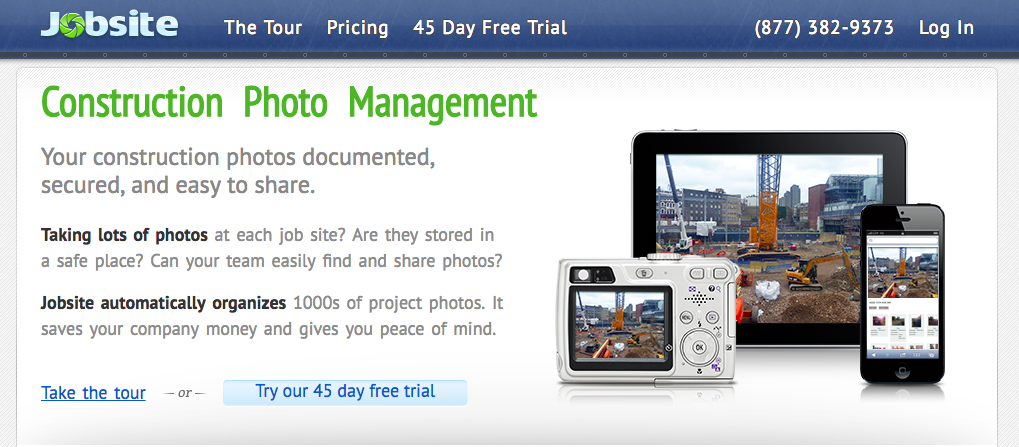 Jobsite
The Tour
Pricing
45 Day Free Trial
(877) 382-9373
Log In
Construction Photo Management
Your construction photos documented,
secured, and easy to share.
Taking lots of photos at each job site? Are they stored in
a safe place? Can your team easily find and share photos?
Jobsite automatically organizes 1000s of project photos. It
saves your company money and gives you peace of mind.
Take the tour
– or –
Try our 45 day free trial
MENU
OK